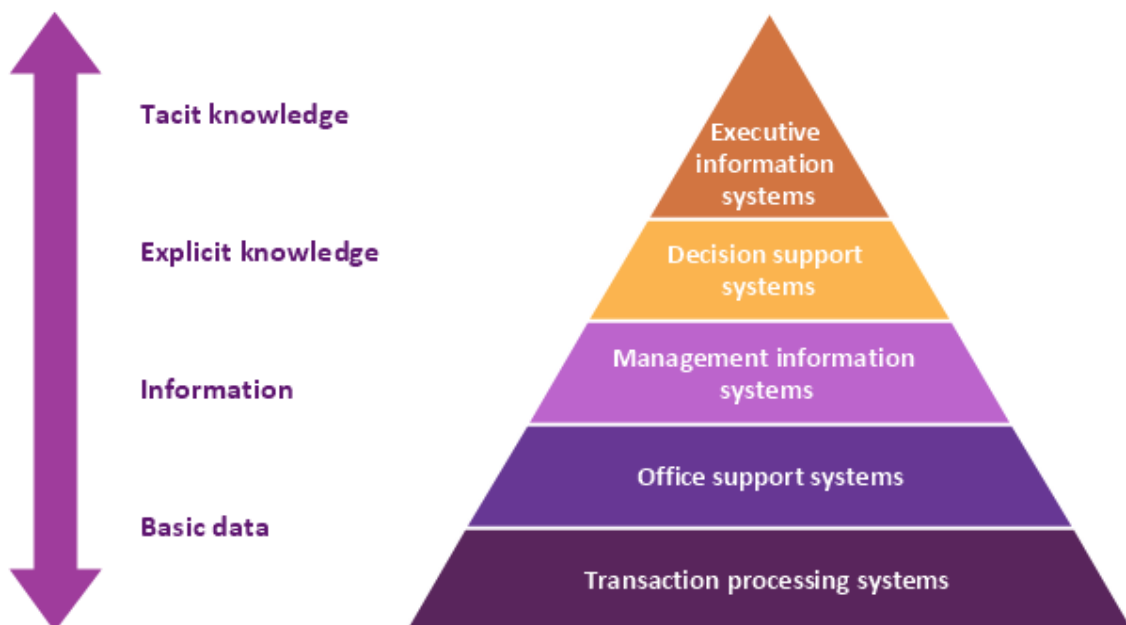 Tacit knowledge
Explicit knowledge
Information
Basic data
Executive
information
systems
Decision support
systems
Management information
systems
Office support systems
Transaction processing systems